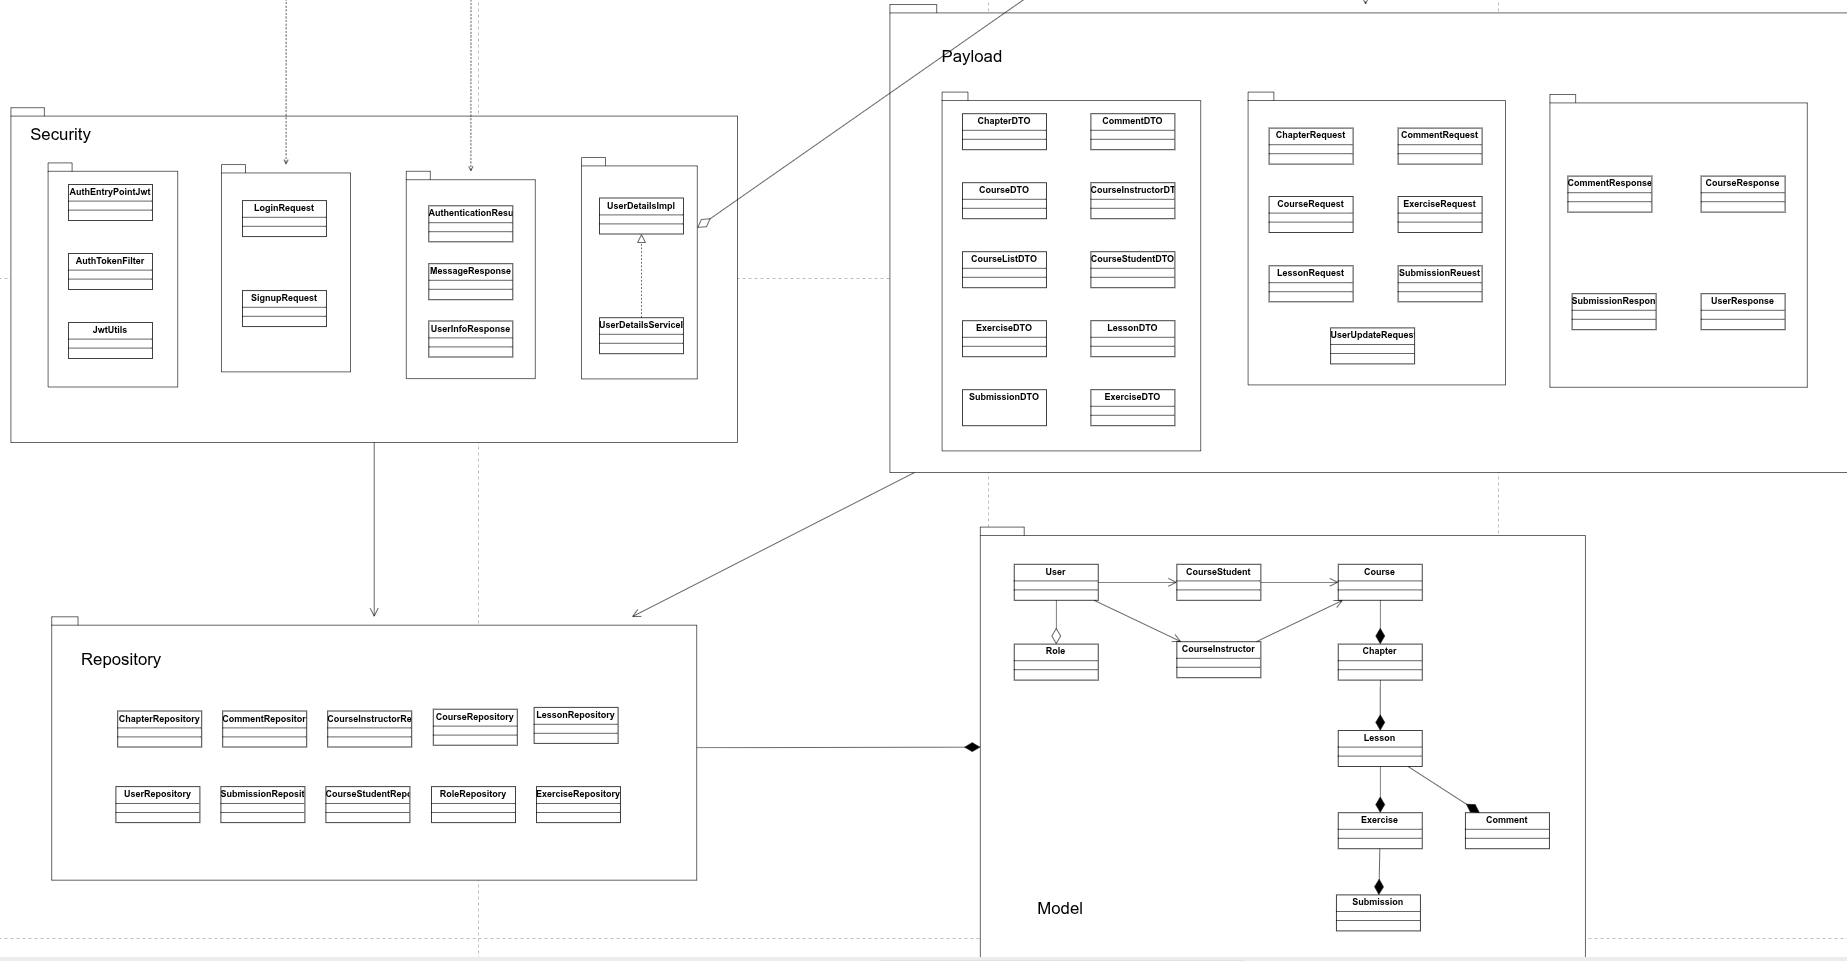 Security
AuthEntryPointJwt
AuthTokenFilter
JwtUtils
LoginRequest
SignupRequest
AuthenticationResu
MessageResponse
UserInfoResponse
UserDetailsImpl
UserDetailsServiceI
Payload
ChapterDTO
CommentDTO
CourseDTO
CourseInstructorDT
CourseListDTO
CourseStudentDTO
ExerciseDTO
LessonDTO
SubmissionDTO
ExerciseDTO
ChapterRequest
CommentRequest
CourseRequest
ExerciseRequest
LessonRequest
SubmissionReuest
UserUpdateReques
CommentResponse
CourseResponse
SubmissionRespon
UserResponse
Repository
ChapterRepository
CommentRepositor
CourseInstructorRe
CourseRepository
LessonRepository
UserRepository
SubmissionReposit
CourseStudentRepo
RoleRepository
ExerciseRepository
User
CourseStudent
Course
Role
CourseInstructor
Chapter
Lesson
Exercise
Comment
Submission
Model